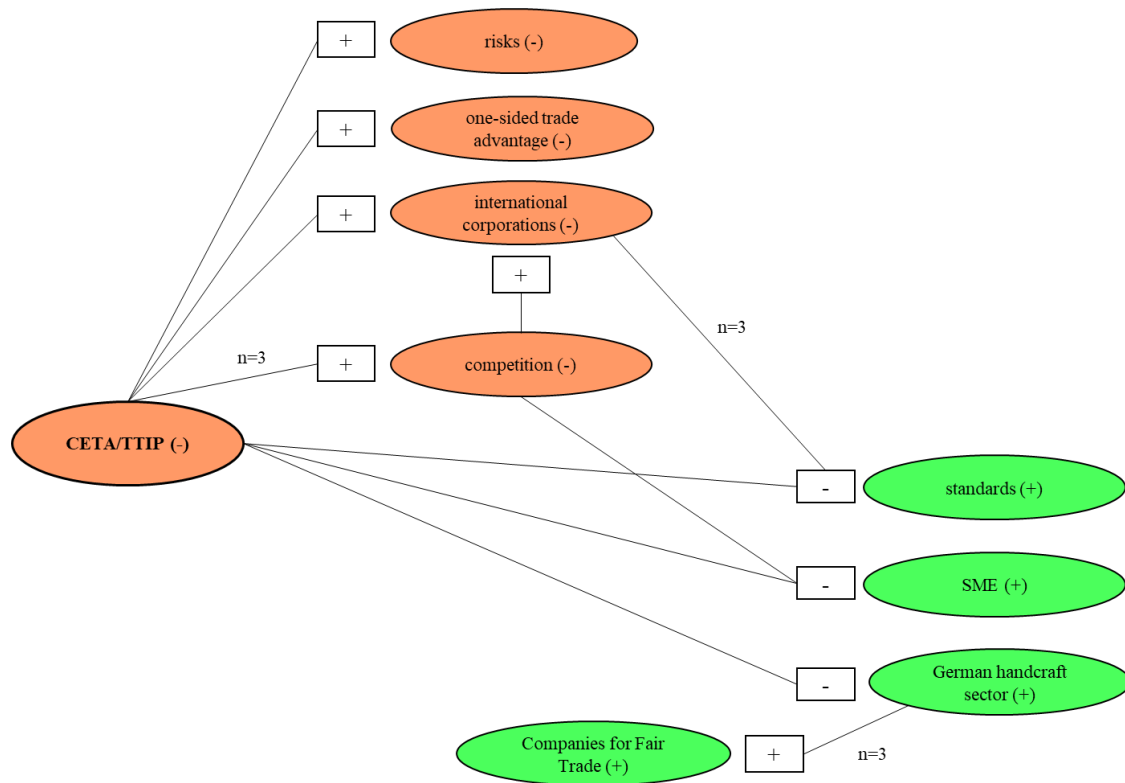 +
risks (-)
+
one-sided trade
advantage (-)
+
international
corporations (-)
+
n=3
n=3
+
competition (-)
CETA/TTIP (-)
-
standards (+)
-
SME (+)
-
German handcraft
sector (+)
Companies for Fair
Trade (+)
+
n=3